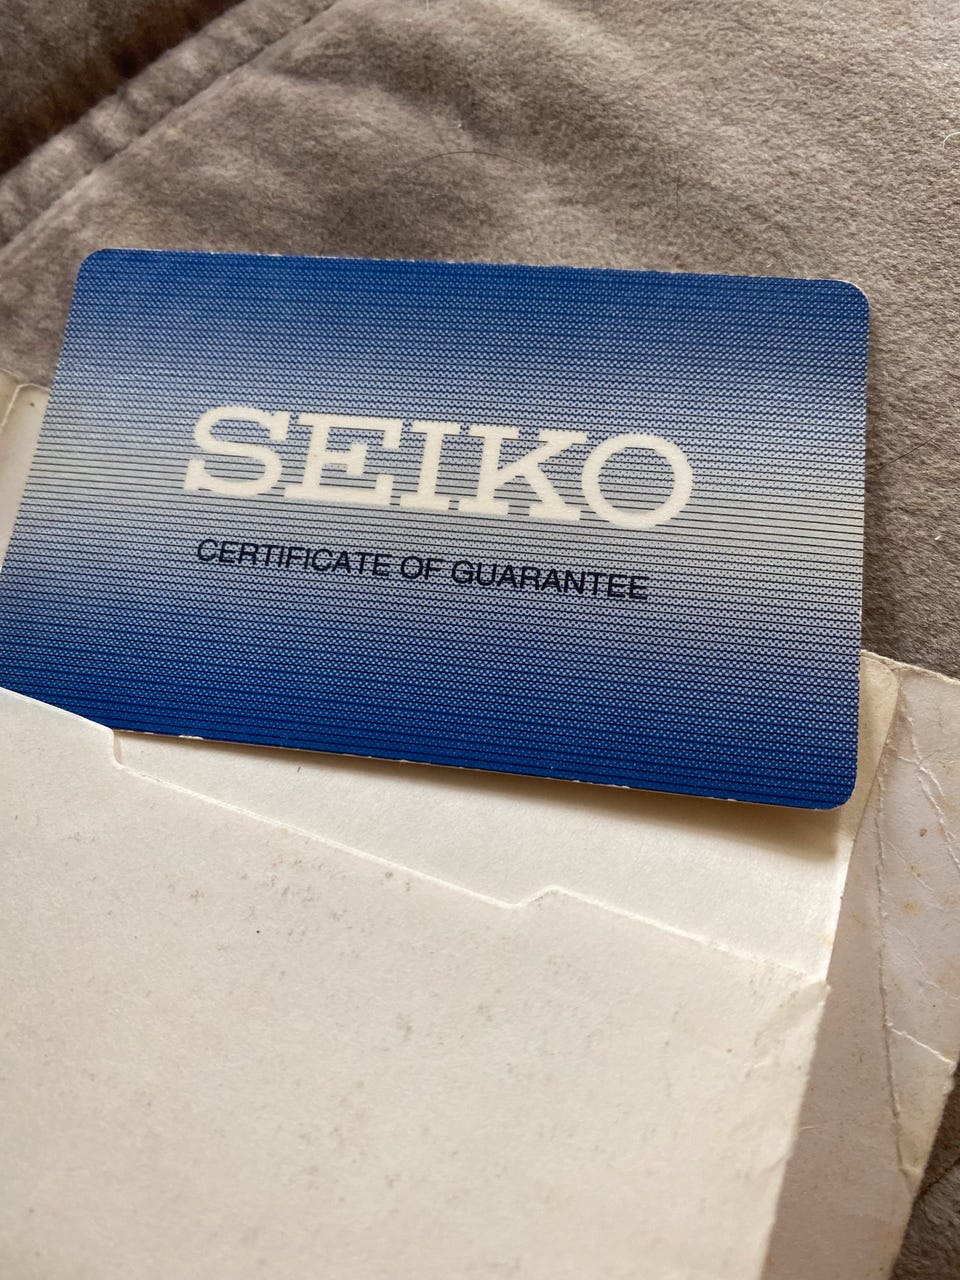 SEIKO
CERTIFICATE OF GUARANTEE